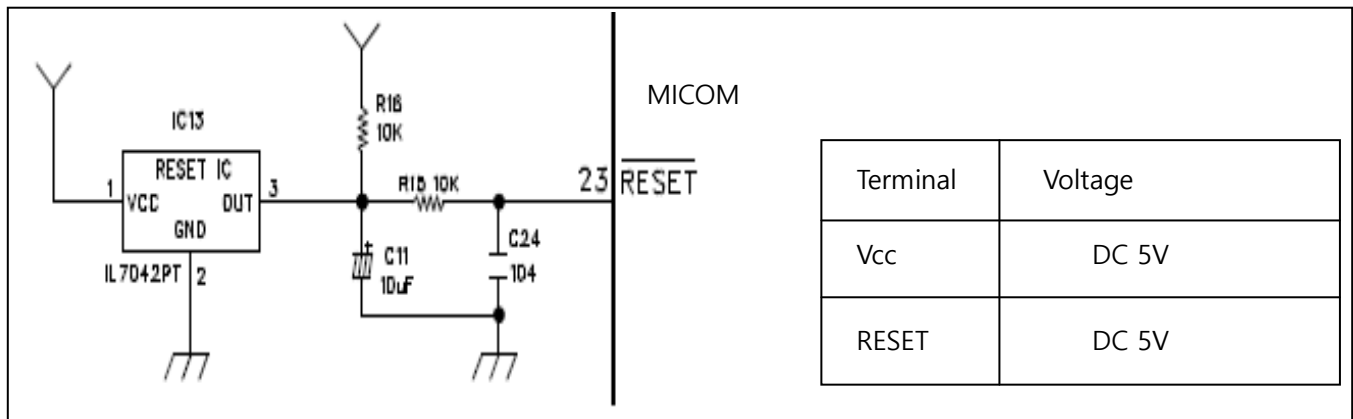 IC13
RESET IC
1
VCC
OUT
3
GND
IL7042PT
2
R16
10K
R15 10K
C11
+
10uF
C24
104
23
RESET
MICOM
Terminal Voltage
Vcc DC 5V
RESET DC 5V